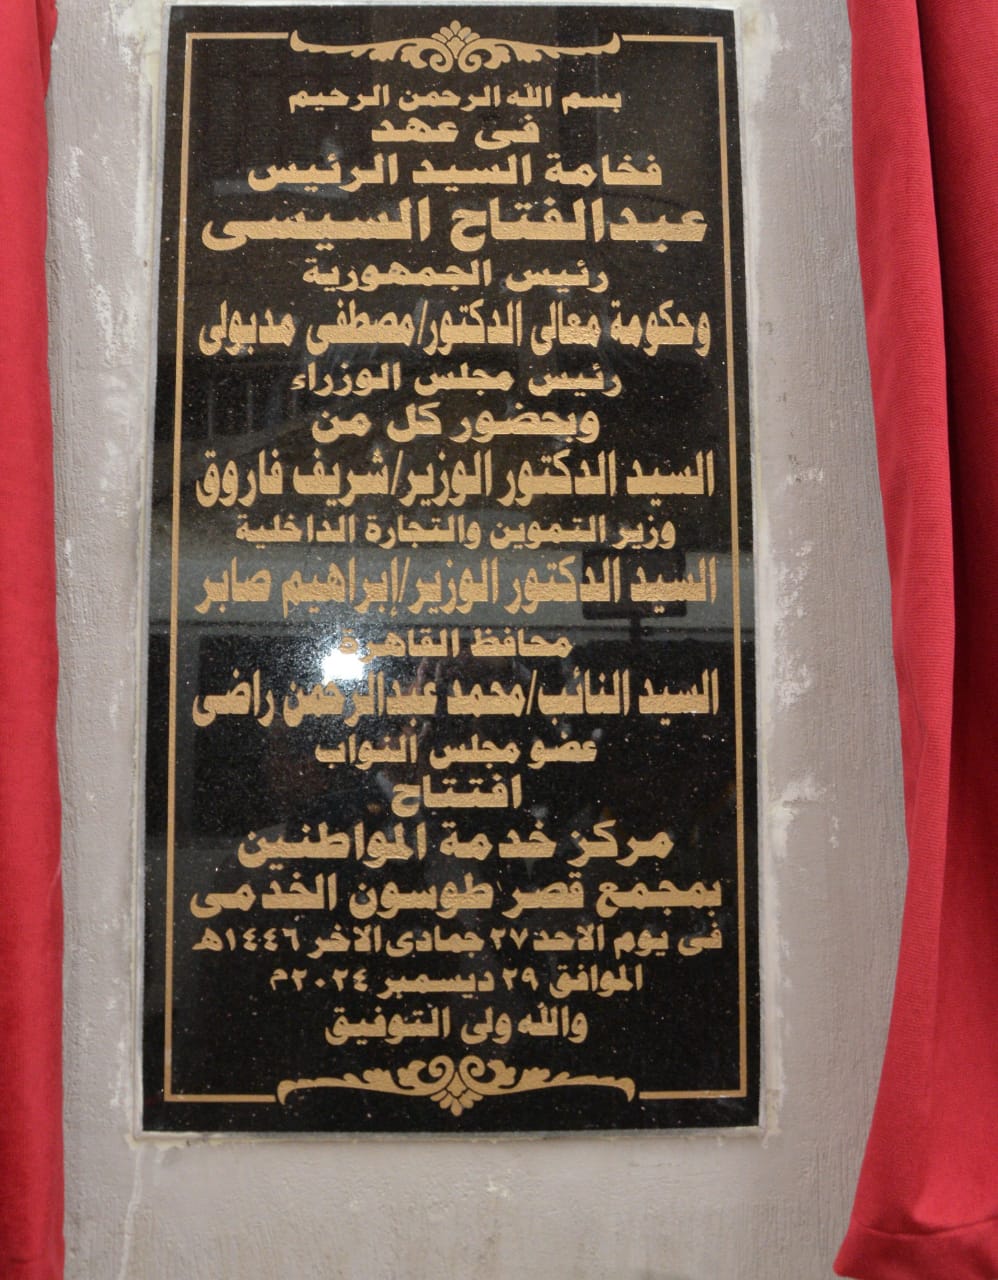 بسم الله الرحمن الرحيم
فى عهد
فخامة السيد الرئيس
عبدالفتاح السيسى
رئيس الجمهورية
وحكومة معالى الدكتور/مصطفى مدبولى
رئيس مجلس الوزراء
وبحضور كل من
السيد الدكتور الوزير/شريف فاروق
وزير التموين والتجارة الداخلية
السيد الدكتور الوزير/إبراهيم صابر
محافظ القاهرة
السيد النائب/محمد عبدالرحمن راضى
عضو مجلس النواب
افتتاح
مركز خدمة المواطنين
بمجمع قصر طوسون الخدمى
فى يوم الاحد ٢٧ جمادى الاخر ١٤٤٦هـ
الموافق ٢٩ ديسمبر ٢٠٢٤م
والله ولى التوفيق